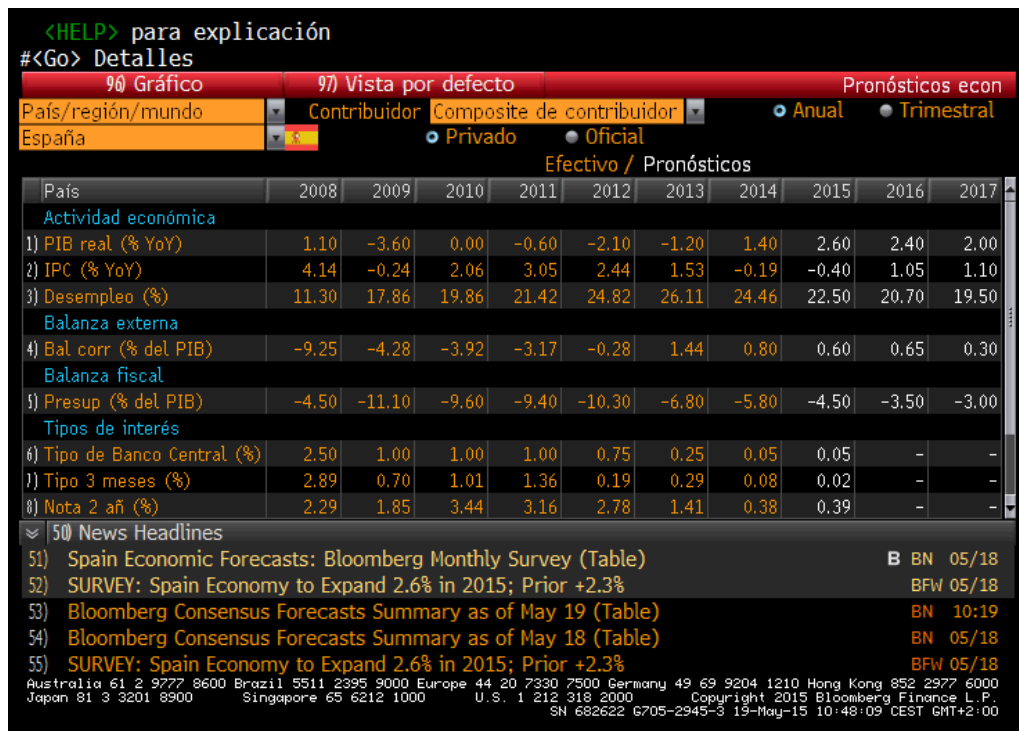 <HELP> para explicación
#<Go> Detalles
96) Gráfico 97) Vista por defecto Pronósticos econ
País/región/mundo Contribuidor Composite de contribuidor Anual Trimestral
España Privado Oficial
Efectivo / Pronósticos
País 2008 2009 2010 2011 2012 2013 2014 2015 2016 2017
Actividad económica
1) PIB real (% YoY) 1.10 -3.60 0.00 -0.60 -2.10 -1.20 1.40 2.60 2.40 2.00
2) IPC (% YoY) 4.14 -0.24 2.06 3.05 2.44 1.53 -0.19 -0.40 1.05 1.10
3) Desempleo (%) 11.30 17.86 19.86 21.42 24.82 26.11 24.46 22.50 20.70 19.50
Balanza externa
4) Bal corr (% del PIB) -9.25 -4.28 -3.92 -3.17 -0.28 1.44 0.80 0.60 0.65 0.30
Balanza fiscal
5) Presup (% del PIB) -4.50 -11.10 -9.60 -9.40 -10.30 -6.80 -5.80 -4.50 -3.50 -3.00
Tipos de interés
6) Tipo de Banco Central (%) 2.50 1.00 1.00 1.00 0.75 0.25 0.05 0.05 - -
7) Tipo 3 meses (%) 2.89 0.70 1.01 1.36 0.19 0.29 0.08 0.02 - -
8) Nota 2 añ (%) 2.29 1.85 3.44 3.16 2.78 1.41 0.38 0.39 - -
50) News Headlines
51) Spain Economic Forecasts: Bloomberg Monthly Survey (Table) B BN 05/18
52) SURVEY: Spain Economy to Expand 2.6% in 2015; Prior +2.3% BFW 05/18
53) Bloomberg Consensus Forecasts Summary as of May 19 (Table) BN 10:19
54) Bloomberg Consensus Forecasts Summary as of May 18 (Table) BN 05/18
55) SURVEY: Spain Economy to Expand 2.6% in 2015; Prior +2.3% BFW 05/18
Australia 61 2 9777 8600 Brazil 5511 2395 9000 Europe 44 20 7330 7500 Germany 49 69 9204 1210 Hong Kong 852 2977 6000
Japan 81 3 3201 8900 Singapore 65 6212 1000 U.S. 1 212 318 2000 Copyright 2015 Bloomberg Finance L.P.
SN 682622 G705-2945-3 19-May-15 10:48:09 CEST GMT+2:00